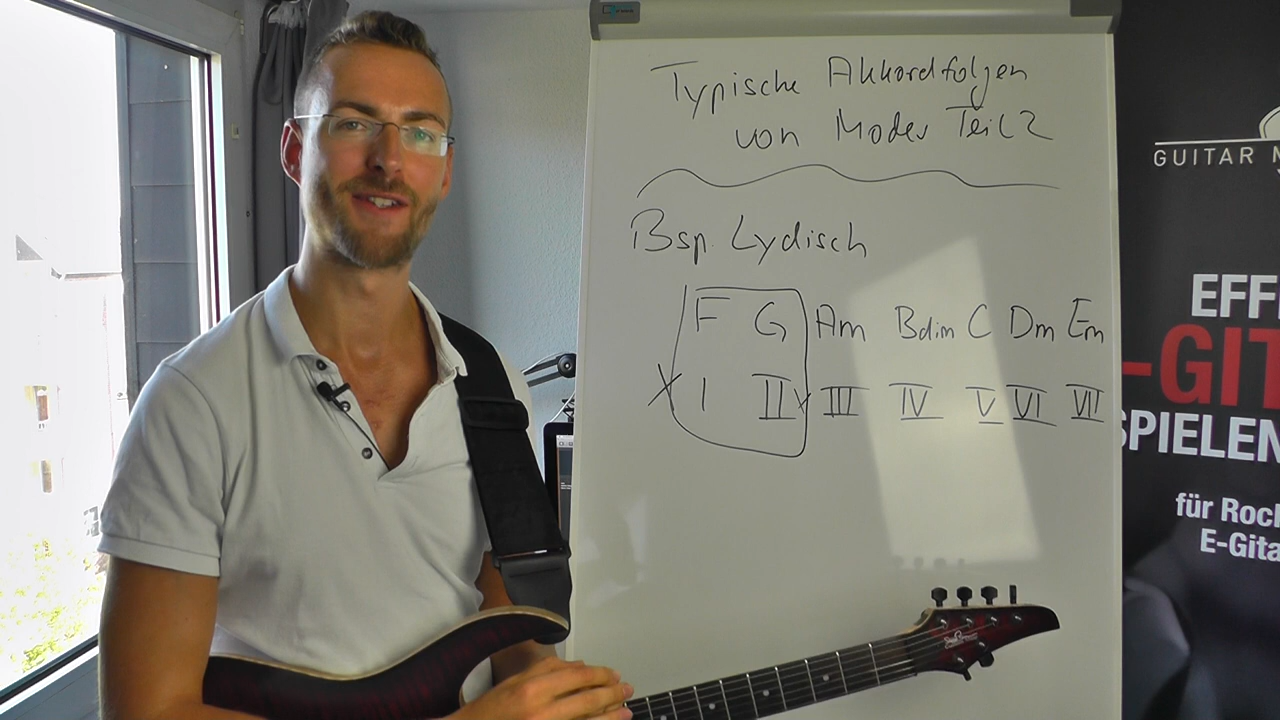 Typische Akkordfolgen
von Moder Teil 2
Bsp. Lydisch
F G Am Bdim C Dm Em
I II III IV V VI VII
GUITAR
EFF
-GIT
SPIELEN
für Rock
E-Gita